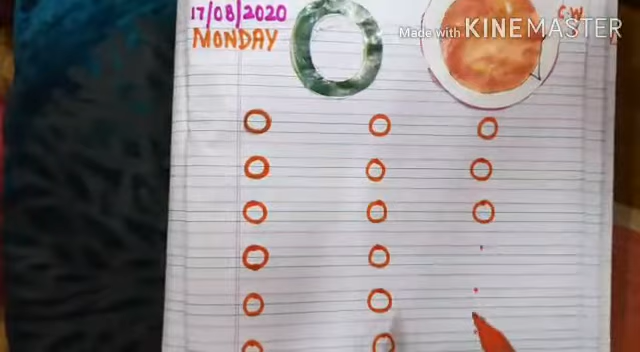 17/08/2020
MONDAY
C.W
Made with KINEMASTER
O
O O O
O O O
O O O
O O
O O
O O